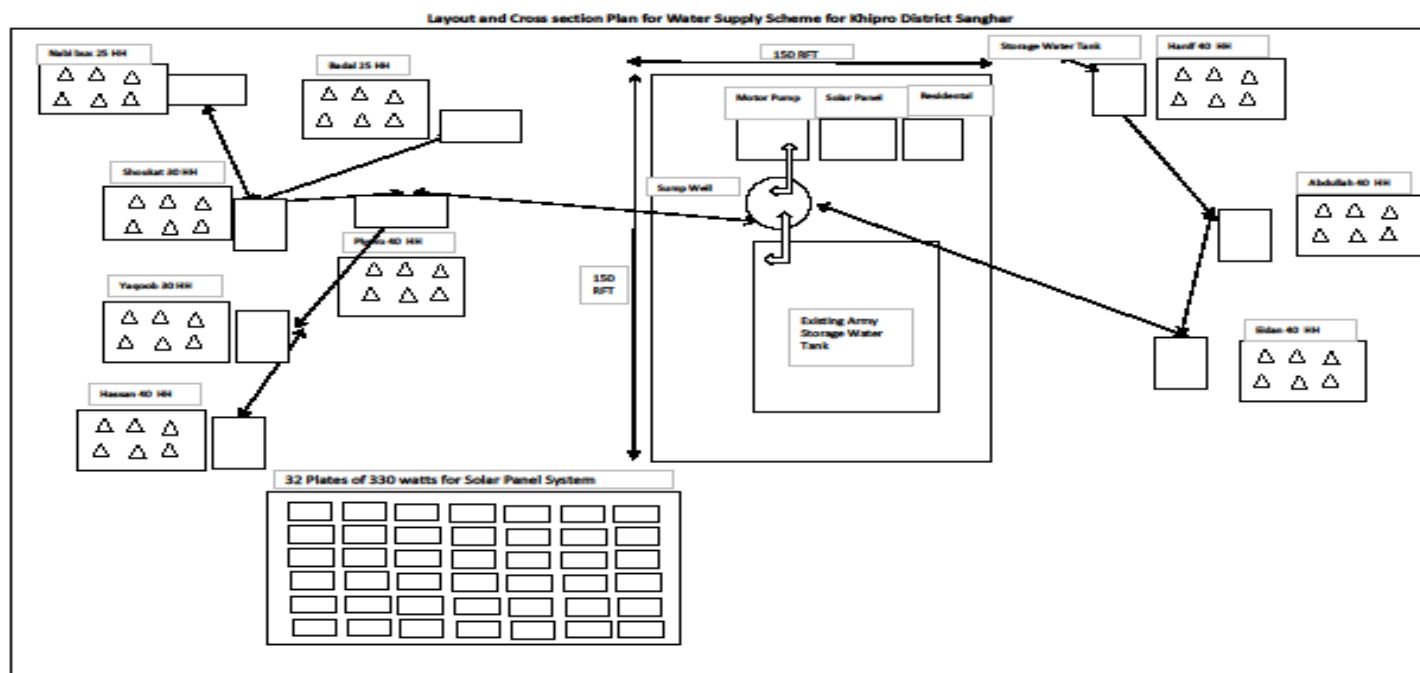 Layout and Cross section Plan for Water Supply Scheme for Khipro District Sanghar
Nabi bux 25 HH
Badal 25 HH
150 RFT
Storage Water Tank
Hanif 40 HH
Motor Pump
Solar Panel
Residental
Shoukat 30 HH
Sump Well
Abdullah 40 HH
40 HH
Yaqoob 30 HH
150
RFT
Existing Army
Storage Water
Tank
Eidan 40 HH
Hassan 40 HH
32 Plates of 330 watts for Solar Panel System